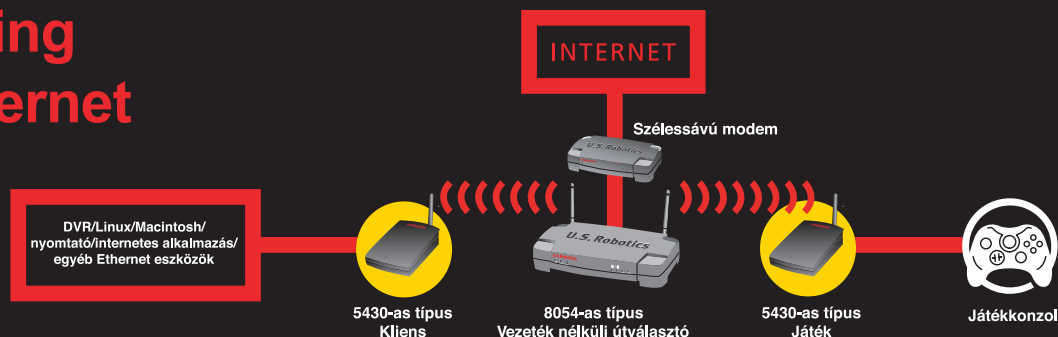 ing
ernet
INTERNET
Szélessávú modem
U.S. Robotics
U.S. Robotics
DVR/Linux/Macintosh/
nyomtató/internetes alkalmazás/
egyéb Ethernet eszközök
5430-as típus
Kliens
8054-as típus
Vezeték nélküli útválasztó
5430-as típus
Játék
Játékkonzol